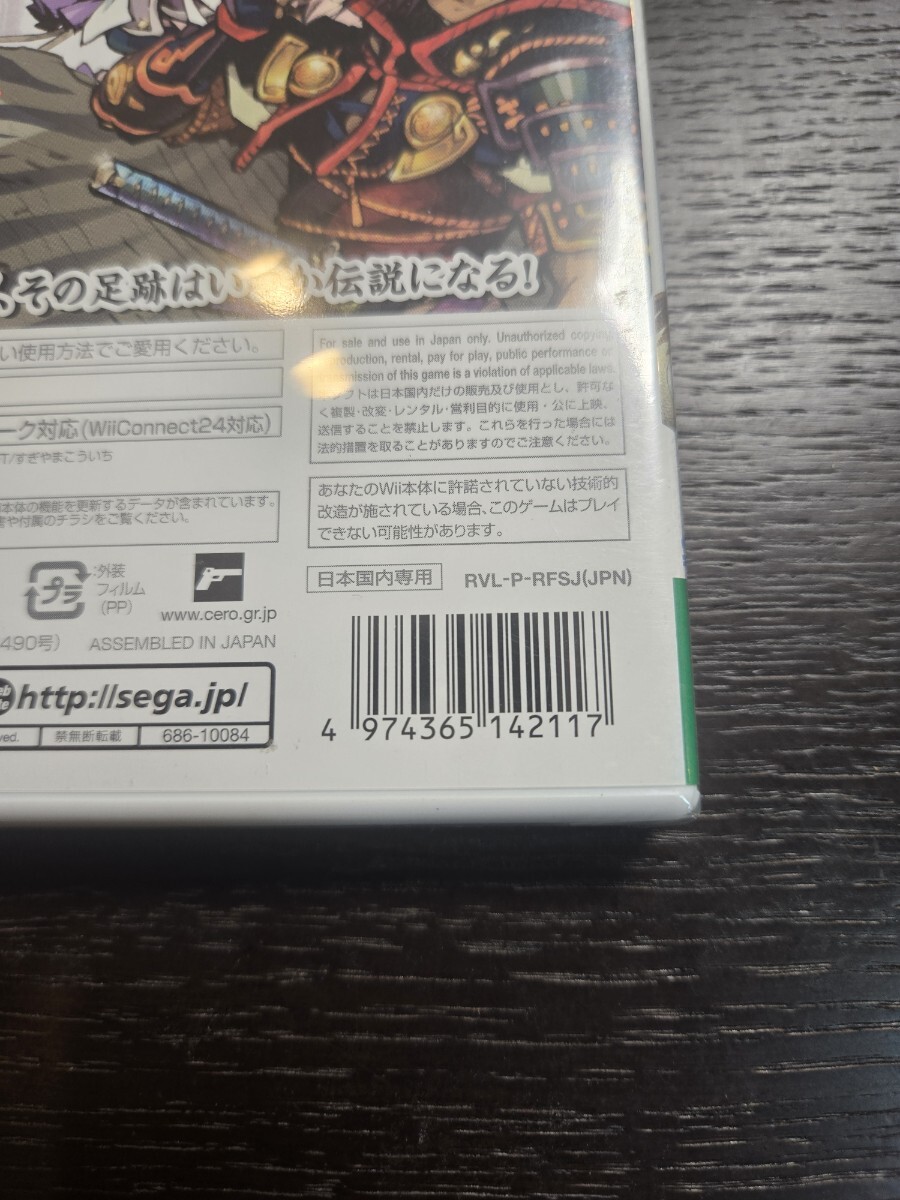 その足跡はい か伝説になる!
い使用方法でご愛用ください。
ーク対応(WiiConnect24対応)
T/すぎやまこういち
本体の機能を更新するデータが含まれています。
書や付属のチラシをご覧ください。
For sale and use in Japan only. Unauthorized copying,
production, rental, pay for play, public performance or
mission of this game is a violation of applicable laws.
フトは日本国内だけの販売及び使用とし、許可な
く複製・改変・レンタル・営利目的に使用・公に上映、
送信することを禁止します。これらを行った場合には
法的措置を取ることがありますのでご注意ください。
あなたのWii本体に許諾されていない技術的
改造が施されている場合、このゲームはプレイ
できない可能性があります。
プラ
:外装
フィルム
(PP)
www.cero.gr.jp
日本国内専用
RVL-P-RFSJ(JPN)
490号)
ASSEMBLED IN JAPAN
http://sega.jp/
ved.
禁無断転載
686-10084
4 974365 142117